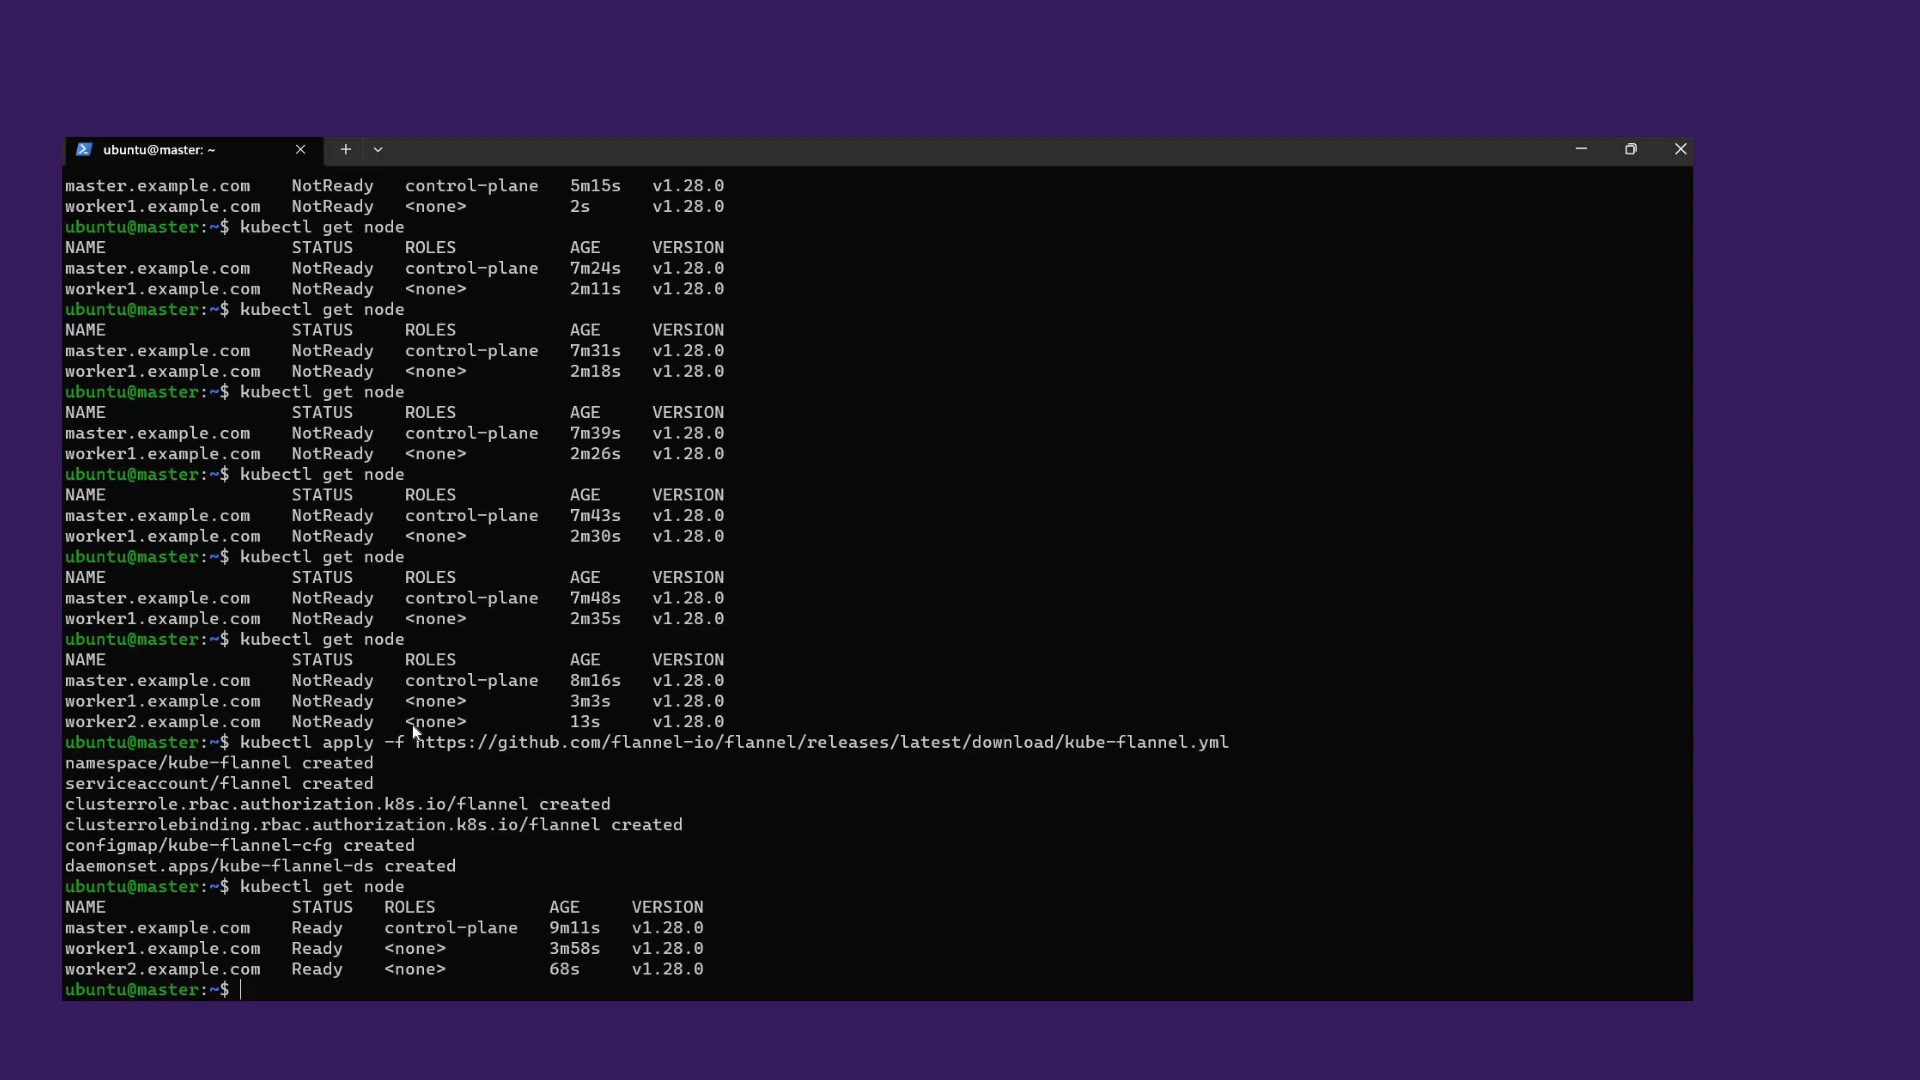 ubuntu@master: ~
master.example.com   NotReady   control-plane   5m15s   v1.28.0
worker1.example.com   NotReady   <none>          2s      v1.28.0
ubuntu@master:~$ kubectl get node
NAME                  STATUS     ROLES           AGE     VERSION
master.example.com    NotReady   control-plane   7m24s   v1.28.0
worker1.example.com   NotReady   <none>          2m11s   v1.28.0
ubuntu@master:~$ kubectl get node
NAME                  STATUS     ROLES           AGE     VERSION
master.example.com    NotReady   control-plane   7m31s   v1.28.0
worker1.example.com   NotReady   <none>          2m18s   v1.28.0
ubuntu@master:~$ kubectl get node
NAME                  STATUS     ROLES           AGE     VERSION
master.example.com    NotReady   control-plane   7m39s   v1.28.0
worker1.example.com   NotReady   <none>          2m26s   v1.28.0
ubuntu@master:~$ kubectl get node
NAME                  STATUS     ROLES           AGE     VERSION
master.example.com    NotReady   control-plane   7m43s   v1.28.0
worker1.example.com   NotReady   <none>          2m30s   v1.28.0
ubuntu@master:~$ kubectl get node
NAME                  STATUS     ROLES           AGE     VERSION
master.example.com    NotReady   control-plane   7m48s   v1.28.0
worker1.example.com   NotReady   <none>          2m35s   v1.28.0
ubuntu@master:~$ kubectl get node
NAME                  STATUS     ROLES           AGE     VERSION
master.example.com    NotReady   control-plane   8m16s   v1.28.0
worker1.example.com   NotReady   <none>          3m3s    v1.28.0
worker2.example.com   NotReady   <none>          13s     v1.28.0
ubuntu@master:~$ kubectl apply -f https://github.com/flannel-io/flannel/releases/latest/download/kube-flannel.yml
namespace/kube-flannel created
serviceaccount/flannel created
clusterrole.rbac.authorization.k8s.io/flannel created
clusterrolebinding.rbac.authorization.k8s.io/flannel created
configmap/kube-flannel-cfg created
daemonset.apps/kube-flannel-ds created
ubuntu@master:~$ kubectl get node
NAME                  STATUS   ROLES           AGE     VERSION
master.example.com    Ready    control-plane   9m11s   v1.28.0
worker1.example.com   Ready    <none>          3m58s   v1.28.0
worker2.example.com   Ready    <none>          68s     v1.28.0
ubuntu@master:~$